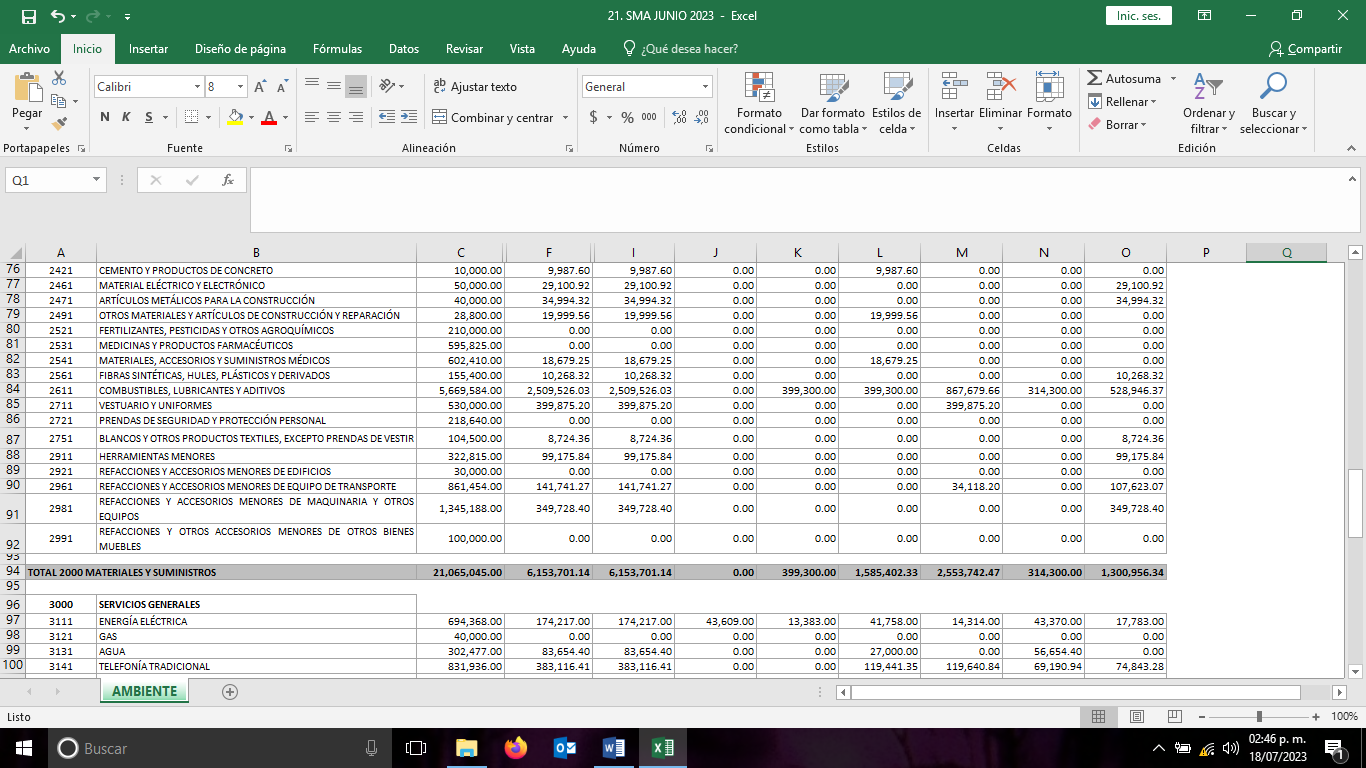 21. SMA JUNIO 2023 - Excel
Inic. ses.
Archivo Inicio Insertar Diseño de página Fórmulas Datos Revisar Vista Ayuda ¿Qué desea hacer? Compartir
Pegar
Calibri 8
N K S
Ajustar texto
Combinar y centrar
General
$ % 000
Formato condicional
Dar formato como tabla
Estilos de celda
Insertar Eliminar Formato
Autosuma
Rellenar
Borrar
Ordenar y filtrar
Buscar y seleccionar
Portapapeles Fuente Alineación Número Estilos Celdas Edición
Q1 fx
A B C F I J K L M N O P Q
76 2421 CEMENTO Y PRODUCTOS DE CONCRETO 10,000.00 9,987.60 9,987.60 0.00 0.00 9,987.60 0.00 0.00 0.00
77 2461 MATERIAL ELÉCTRICO Y ELECTRÓNICO 50,000.00 29,100.92 29,100.92 0.00 0.00 0.00 0.00 0.00 29,100.92
78 2471 ARTÍCULOS METÁLICOS PARA LA CONSTRUCCIÓN 40,000.00 34,994.32 34,994.32 0.00 0.00 0.00 0.00 0.00 34,994.32
79 2491 OTROS MATERIALES Y ARTÍCULOS DE CONSTRUCCIÓN Y REPARACIÓN 28,800.00 19,999.56 19,999.56 0.00 0.00 19,999.56 0.00 0.00 0.00
80 2521 FERTILIZANTES, PESTICIDAS Y OTROS AGROQUÍMICOS 210,000.00 0.00 0.00 0.00 0.00 0.00 0.00 0.00 0.00
81 2531 MEDICINAS Y PRODUCTOS FARMACÉUTICOS 595,825.00 0.00 0.00 0.00 0.00 0.00 0.00 0.00 0.00
82 2541 MATERIALES, ACCESORIOS Y SUMINISTROS MÉDICOS 602,410.00 18,679.25 18,679.25 0.00 0.00 18,679.25 0.00 0.00 0.00
83 2561 FIBRAS SINTÉTICAS, HULES, PLÁSTICOS Y DERIVADOS 155,400.00 10,268.32 10,268.32 0.00 0.00 0.00 0.00 0.00 10,268.32
84 2611 COMBUSTIBLES, LUBRICANTES Y ADITIVOS 5,669,584.00 2,509,526.03 2,509,526.03 0.00 399,300.00 399,300.00 867,679.66 314,300.00 528,946.37
85 2711 VESTUARIO Y UNIFORMES 530,000.00 399,875.20 399,875.20 0.00 0.00 0.00 399,875.20 0.00 0.00
86 2721 PRENDAS DE SEGURIDAD Y PROTECCIÓN PERSONAL 218,640.00 0.00 0.00 0.00 0.00 0.00 0.00 0.00 0.00
87 2751 BLANCOS Y OTROS PRODUCTOS TEXTILES, EXCEPTO PRENDAS DE VESTIR 104,500.00 8,724.36 8,724.36 0.00 0.00 0.00 0.00 0.00 8,724.36
88 2911 HERRAMIENTAS MENORES 322,815.00 99,175.84 99,175.84 0.00 0.00 0.00 0.00 0.00 99,175.84
89 2921 REFACCIONES Y ACCESORIOS MENORES DE EDIFICIOS 30,000.00 0.00 0.00 0.00 0.00 0.00 0.00 0.00 0.00
90 2961 REFACCIONES Y ACCESORIOS MENORES DE EQUIPO DE TRANSPORTE 861,454.00 141,741.27 141,741.27 0.00 0.00 0.00 34,118.20 0.00 107,623.07
91 2981 REFACCIONES Y ACCESORIOS MENORES DE MAQUINARIA Y OTROS EQUIPOS 1,345,188.00 349,728.40 349,728.40 0.00 0.00 0.00 0.00 0.00 349,728.40
92 2991 REFACCIONES Y OTROS ACCESORIOS MENORES DE OTROS BIENES MUEBLES 100,000.00 0.00 0.00 0.00 0.00 0.00 0.00 0.00 0.00
93
94 TOTAL 2000 MATERIALES Y SUMINISTROS 21,065,045.00 6,153,701.14 6,153,701.14 0.00 399,300.00 1,585,402.33 2,553,742.47 314,300.00 1,300,956.34
95
96 3000 SERVICIOS GENERALES
97 3111 ENERGÍA ELÉCTRICA 694,368.00 174,217.00 174,217.00 43,609.00 13,383.00 41,758.00 14,314.00 43,370.00 17,783.00
98 3121 GAS 40,000.00 0.00 0.00 0.00 0.00 0.00 0.00 0.00 0.00
99 3131 AGUA 302,477.00 83,654.40 83,654.40 0.00 0.00 27,000.00 0.00 56,654.40 0.00
100 3141 TELEFONÍA TRADICIONAL 831,936.00 383,116.41 383,116.41 0.00 0.00 119,441.35 119,640.84 69,190.94 74,843.28
AMBIENTE
Listo 100%
Buscar
02:46 p. m.
18/07/2023
1